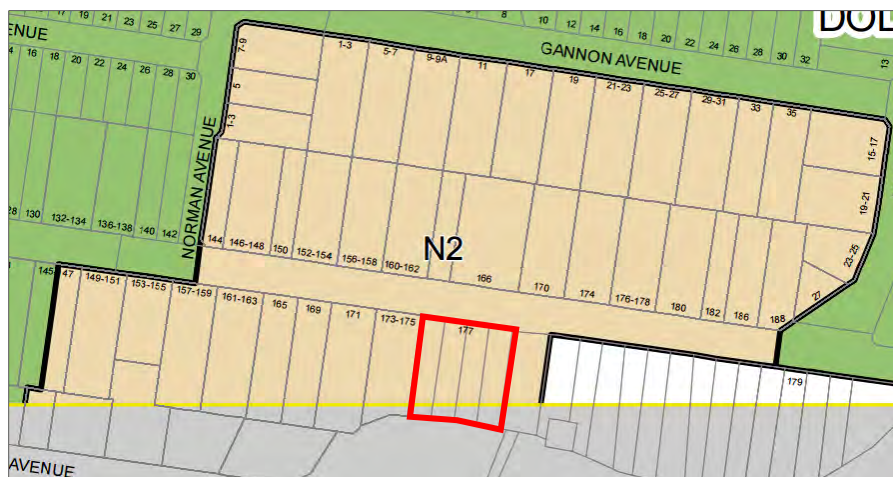 17 19 21 23 25 27 29
8 10 12 14 16 18 20 22 24 26 28 30 32
13
DOL
ENUE
16 18 20 22 24 26 28 30
GANNON AVENUE
7-9
5
1-3
1-3 5-7 9-9A 11 17 19 21-23 25-27 29-31 33 35
15-17
19-21
23-25
27
NORMAN AVENUE
28 130 132-134 136-138 140 142
144 146-148 150 152-154 156-158 160-162 166 170 174 176-178 180 182 186 188
N2
145 47 149-151 153-155 157-159 161-163 165 169 171 173-175 177
179
AVENUE